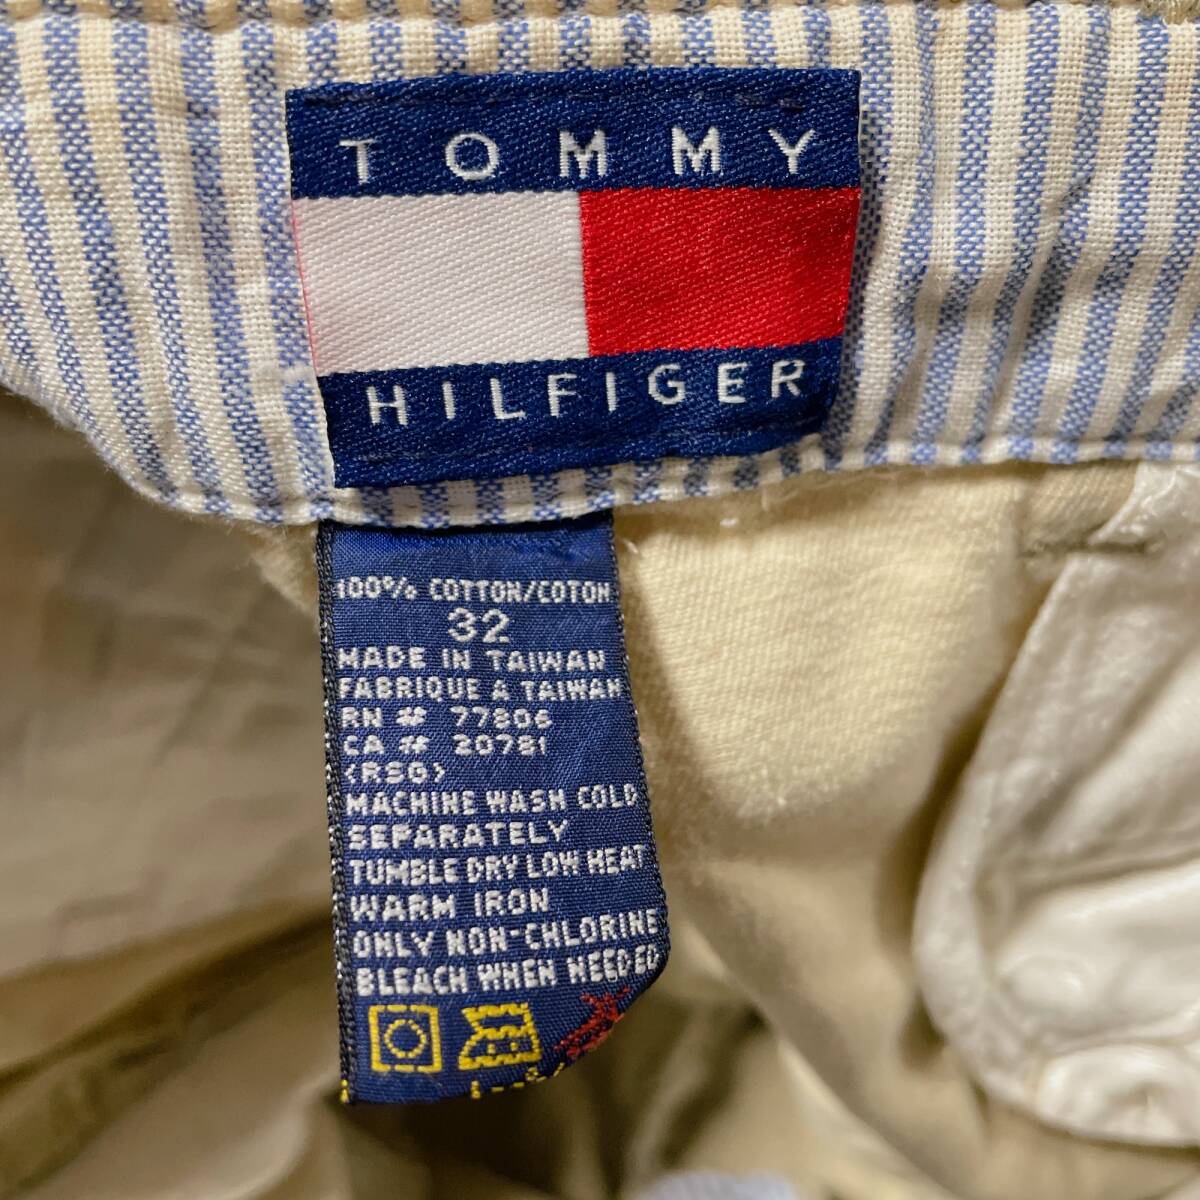 TOMMY
HILFIGER
100% COTTON/COTON
32
MADE IN TAIWAN
FABRIQUE A TAIWAN
RN # 77806
CA # 20781
(RSG)
MACHINE WASH COLD
SEPARATELY
TUMBLE DRY LOW HEAT
WARM IRON
ONLY NON-CHLORINE
BLEACH WHEN NEEDED